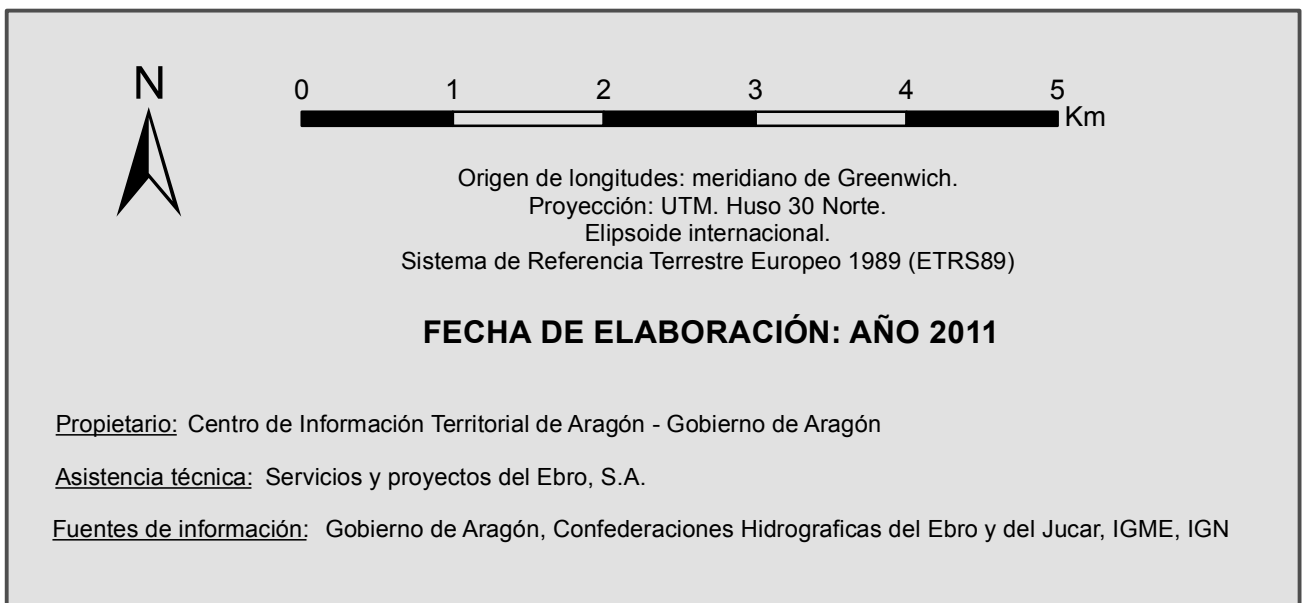 N
0 1 2 3 4 5
Km
Origen de longitudes: meridiano de Greenwich.
Proyección: UTM. Huso 30 Norte.
Elipsoide internacional.
Sistema de Referencia Terrestre Europeo 1989 (ETRS89)
FECHA DE ELABORACIÓN: AÑO 2011
Propietario: Centro de Información Territorial de Aragón - Gobierno de Aragón
Asistencia técnica: Servicios y proyectos del Ebro, S.A.
Fuentes de información: Gobierno de Aragón, Confederaciones Hidrograficas del Ebro y del Jucar, IGME, IGN